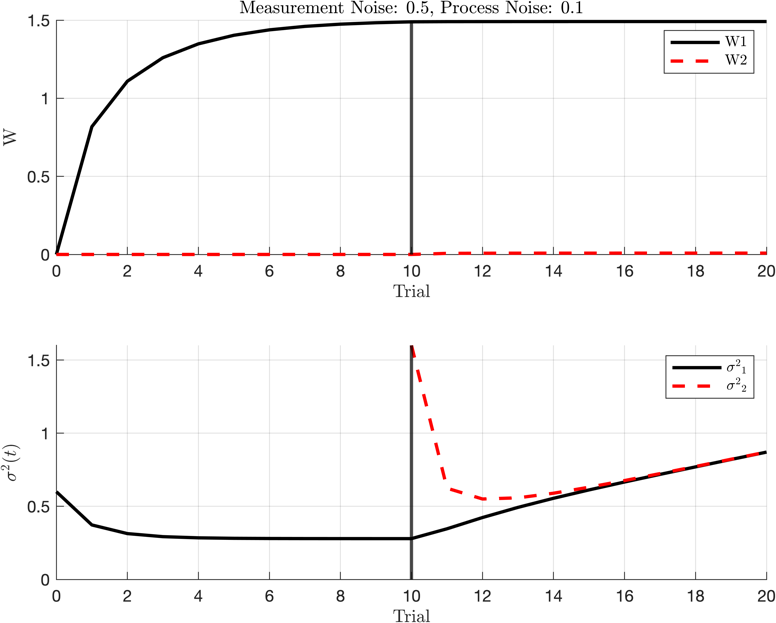 Measurement Noise: 0.5, Process Noise: 0.1
1.5
1
0.5
0
W
W1
W2
0 2 4 6 8 10 12 14 16 18 20
Trial
1.5
1
0.5
0
σ²(t)
σ²₁
σ²₂
0 2 4 6 8 10 12 14 16 18 20
Trial